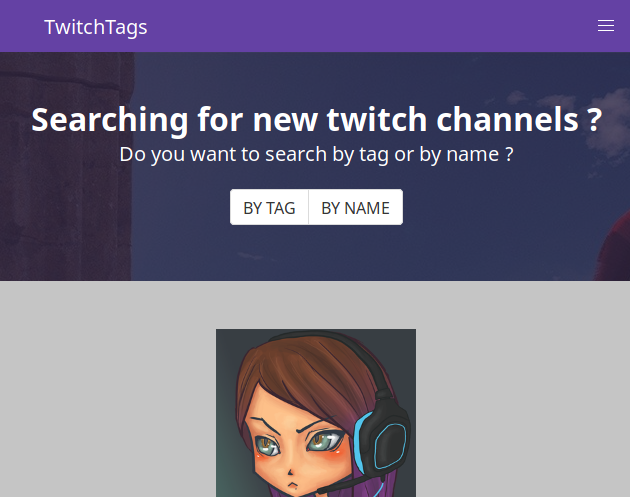 TwitchTags
Searching for new twitch channels ?
Do you want to search by tag or by name ?
BY TAG
BY NAME